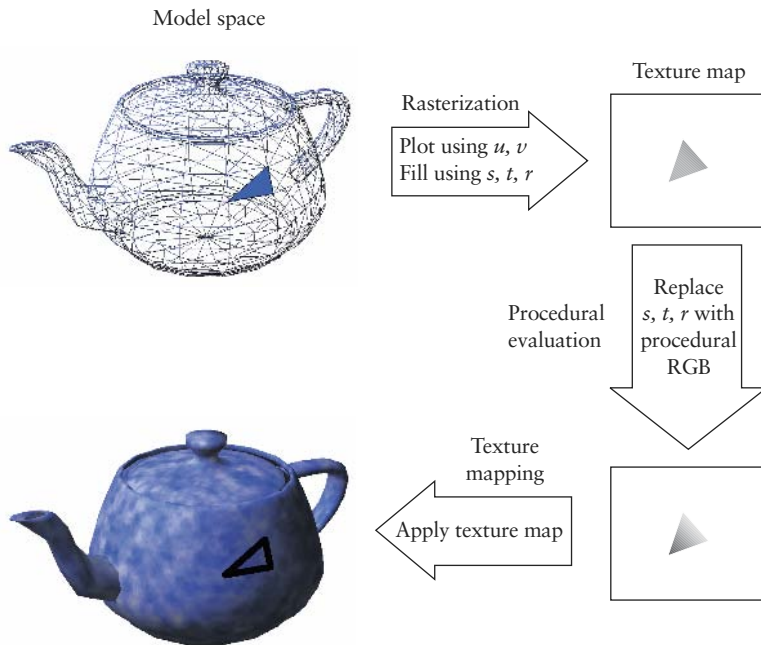 Model space
Texture map
Rasterization
Plot using u, v
Fill using s, t, r
Procedural
evaluation
Replace
s, t, r with
procedural
RGB
Texture
mapping
Apply texture map